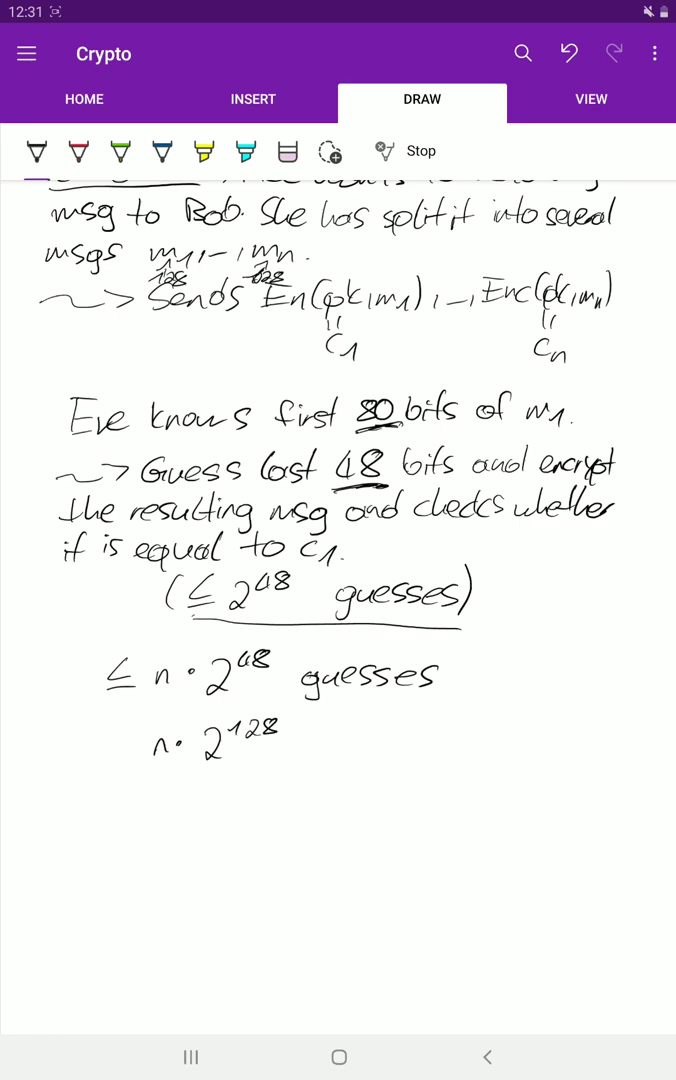 12:31
Crypto
HOME INSERT DRAW VIEW
Stop
msg to Bob. She has split it into several
msgs m1, – , mn.
128 128
~> Sends En(pk, m1), –, Enc(pk, mn)
" "
C1 Cn
Eve knows first 80 bits of m1.
~> Guess last 48 bits and encrypt
the resulting msg and checks whether
if is equal to C1.
(≤ 2^48 guesses)
≤ n · 2^48 guesses
n · 2^128